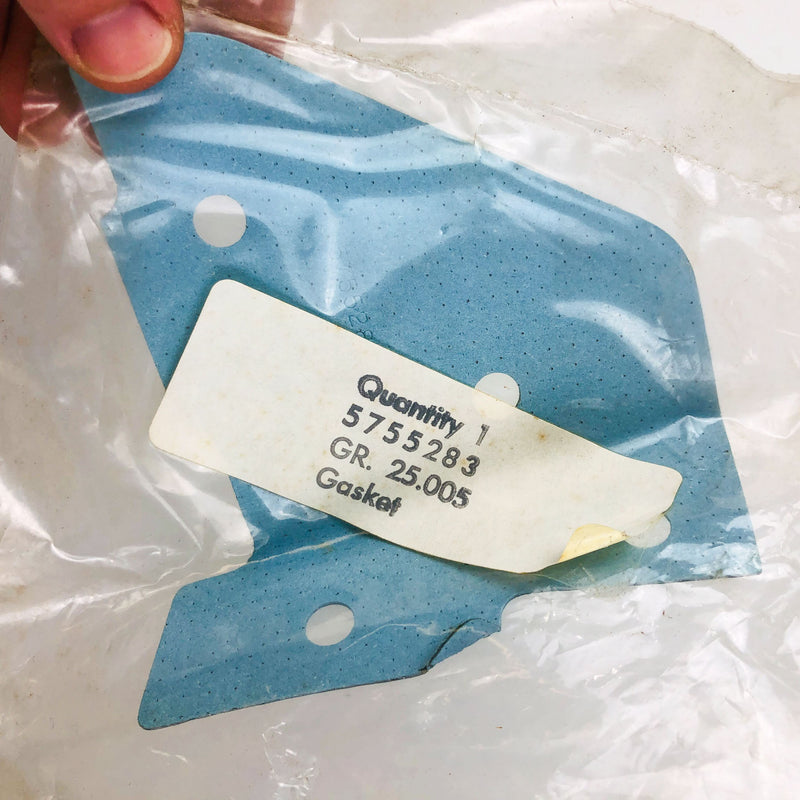 Quantity 1
5755283
GR. 25.005
Gasket